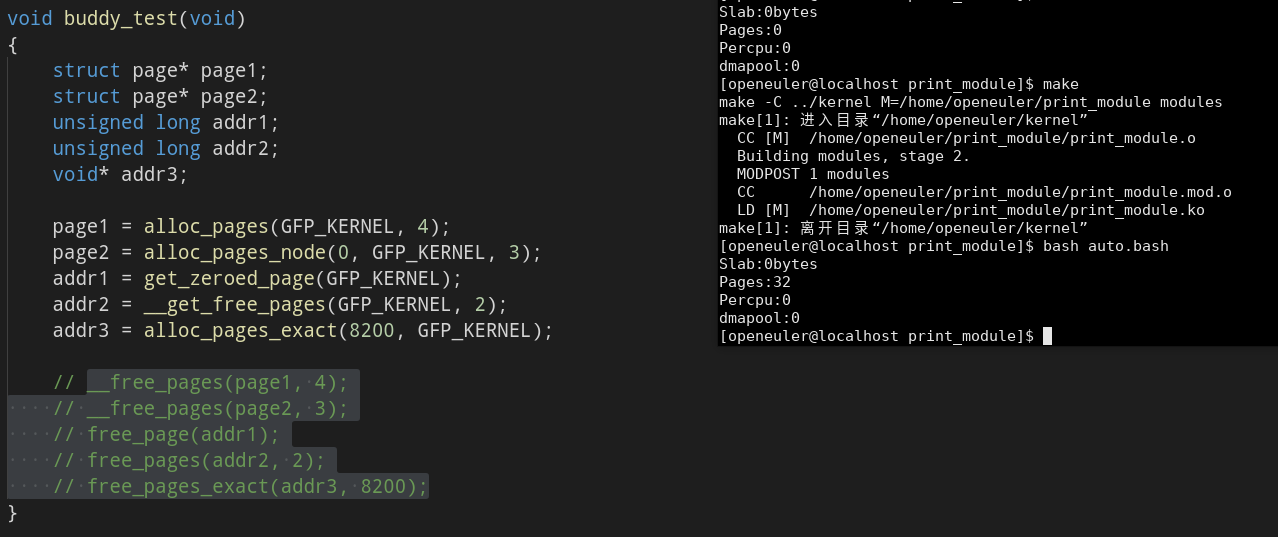 void buddy_test(void)
{
    struct page* page1;
    struct page* page2;
    unsigned long addr1;
    unsigned long addr2;
    void* addr3;
    page1 = alloc_pages(GFP_KERNEL, 4);
    page2 = alloc_pages_node(0, GFP_KERNEL, 3);
    addr1 = get_zeroed_page(GFP_KERNEL);
    addr2 = __get_free_pages(GFP_KERNEL, 2);
    addr3 = alloc_pages_exact(8200, GFP_KERNEL);
    // __free_pages(page1, 4);
    // __free_pages(page2, 3);
    // free_page(addr1);
    // free_pages(addr2, 2);
    // free_pages_exact(addr3, 8200);
}
Slab:0bytes
Pages:0
Percpu:0
dmapool:0
[openeuler@localhost print_module]$ make
make -C ../kernel M=/home/openeuler/print_module modules
make[1]: 进入目录“/home/openeuler/kernel”
  CC [M]  /home/openeuler/print_module/print_module.o
  Building modules, stage 2.
  MODPOST 1 modules
  CC      /home/openeuler/print_module/print_module.mod.o
  LD [M]  /home/openeuler/print_module/print_module.ko
make[1]: 离开目录“/home/openeuler/kernel”
[openeuler@localhost print_module]$ bash auto.bash
Slab:0bytes
Pages:32
Percpu:0
dmapool:0
[openeuler@localhost print_module]$